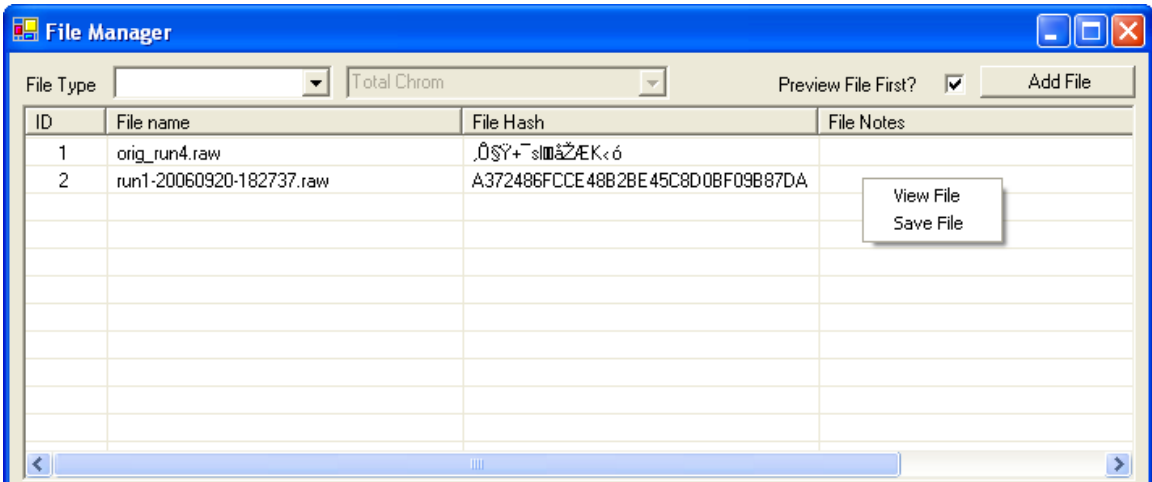 File Manager
File Type Total Chrom Preview File First? Add File
ID File name File Hash File Notes
1 orig_run4.raw
2 run1-20060920-182737.raw A372486FCCE48B2BE45C8D0BF09B87DA
View File
Save File